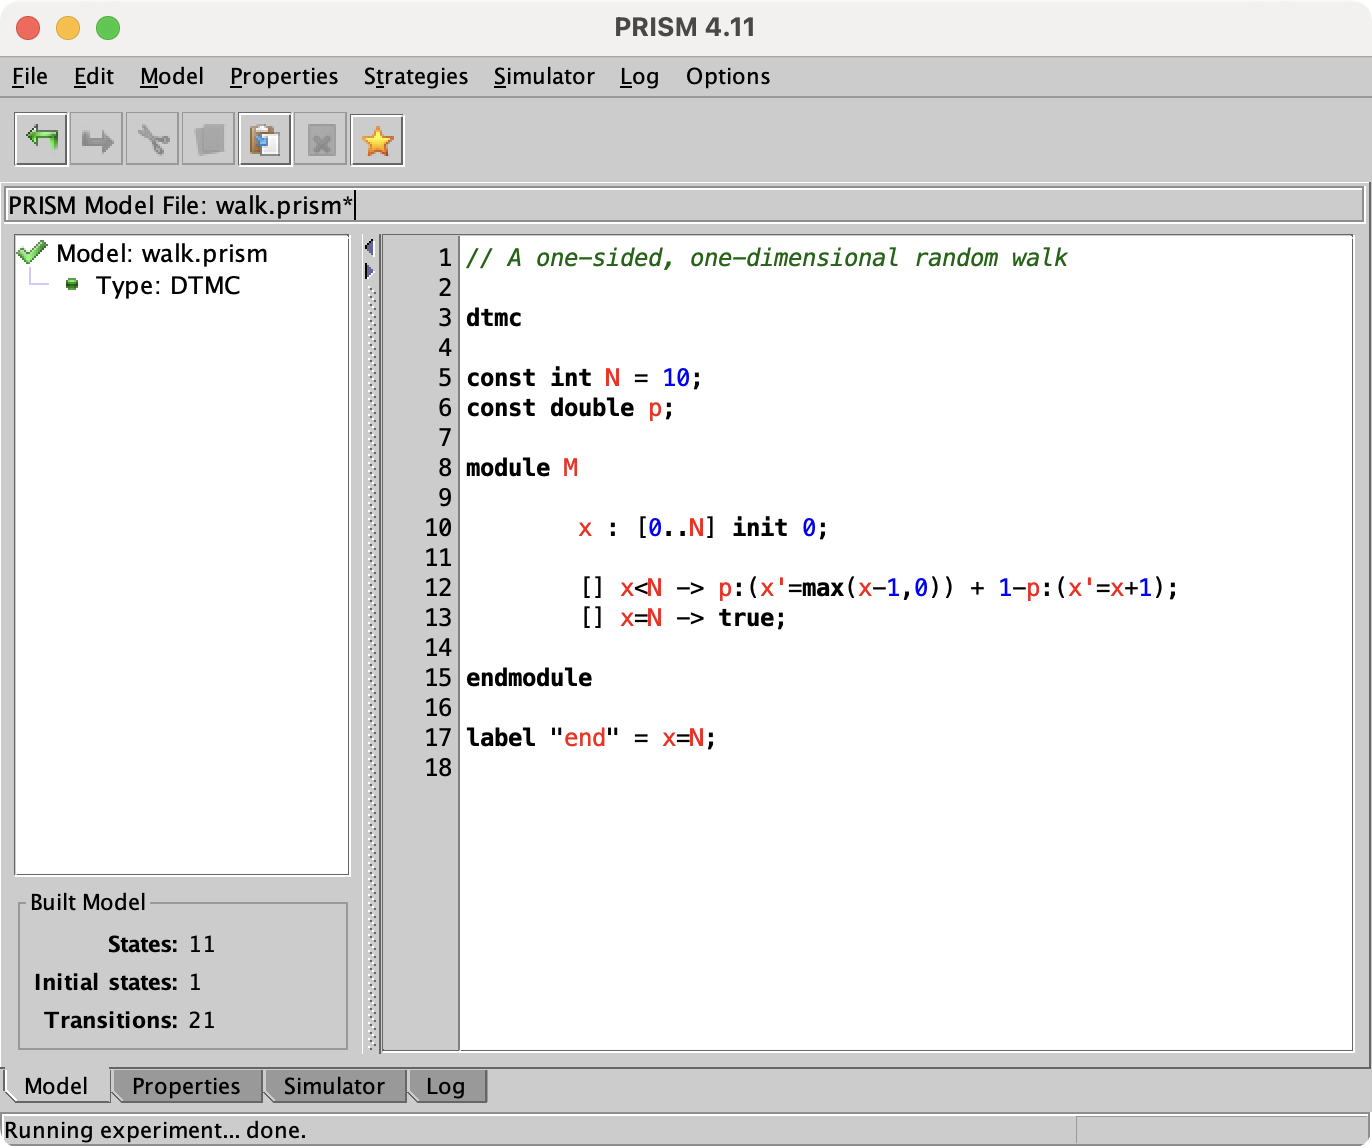 PRISM 4.11
File Edit Model Properties Strategies Simulator Log Options
PRISM Model File: walk.prism*
Model: walk.prism
Type: DTMC
1 // A one-sided, one-dimensional random walk
2
3 dtmc
4
5 const int N = 10;
6 const double p;
7
8 module M
9
10 x : [0..N] init 0;
11
12 [] x<N -> p:(x'=max(x-1,0)) + 1-p:(x'=x+1);
13 [] x=N -> true;
14
15 endmodule
16
17 label "end" = x=N;
18
Built Model
States: 11
Initial states: 1
Transitions: 21
Model Properties Simulator Log
Running experiment... done.